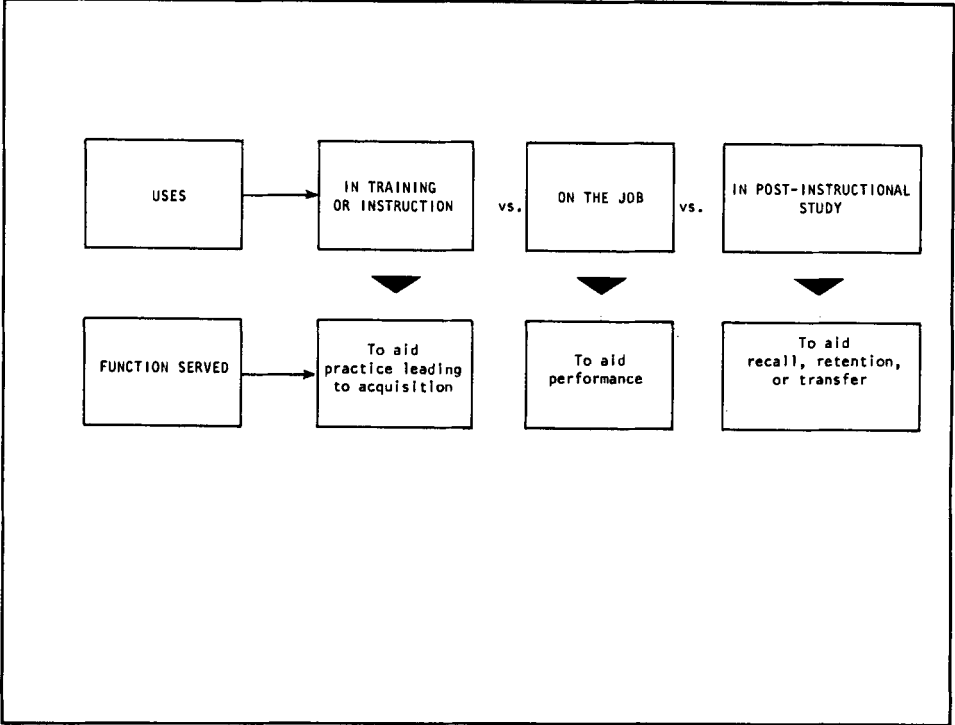 USES
IN TRAINING
OR INSTRUCTION
vs.
ON THE JOB
vs.
IN POST-INSTRUCTIONAL
STUDY
FUNCTION SERVED
To aid
practice leading
to acquisition
To aid
performance
To aid
recall, retention,
or transfer